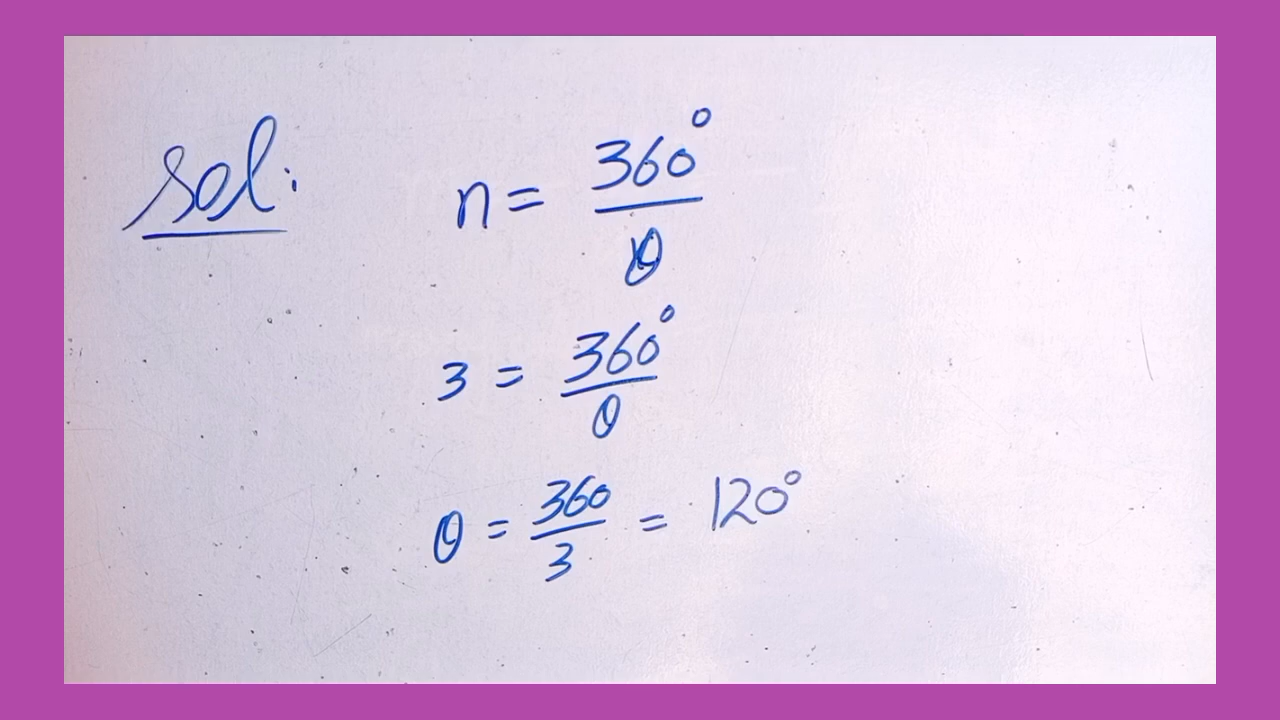 sol:
n = 360° / θ
3 = 360° / θ
θ = 360 / 3 = 120°